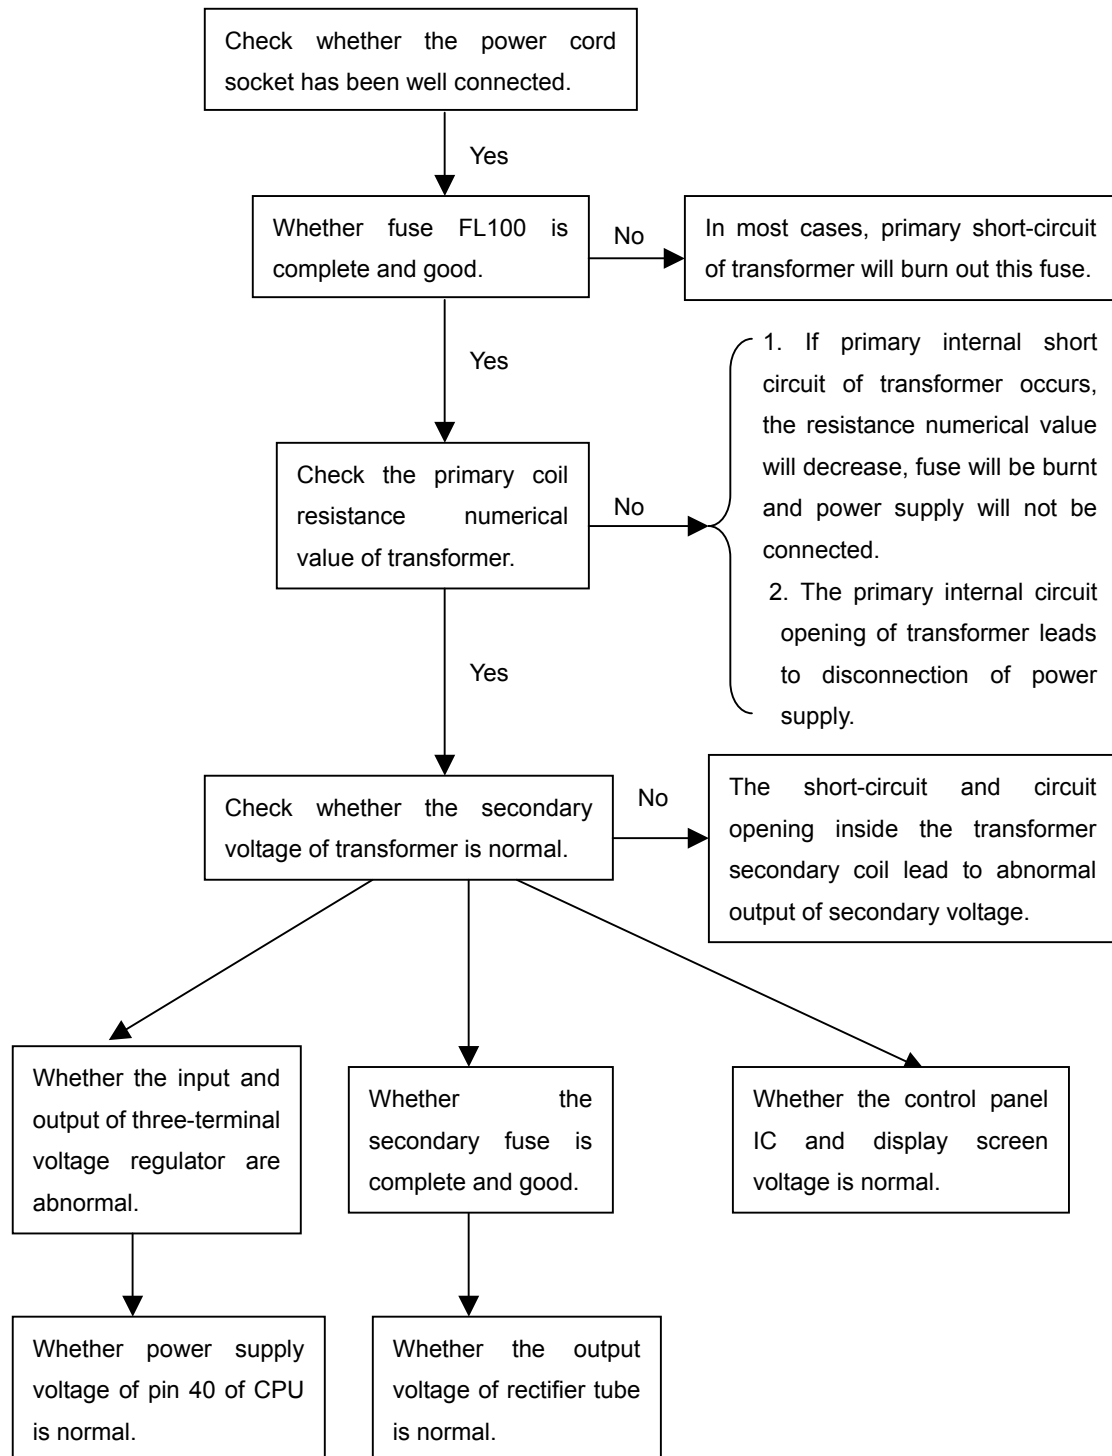 Check whether the power cord
socket has been well connected.
Yes
Whether fuse FL100 is
complete and good.
No
In most cases, primary short-circuit
of transformer will burn out this fuse.
Yes
1. If primary internal short
circuit of transformer occurs,
the resistance numerical value
will decrease, fuse will be burnt
and power supply will not be
connected.
2. The primary internal circuit
opening of transformer leads
to disconnection of power
supply.
Check the primary coil
resistance numerical
value of transformer.
No
Yes
Check whether the secondary
voltage of transformer is normal.
No
The short-circuit and circuit
opening inside the transformer
secondary coil lead to abnormal
output of secondary voltage.
Whether the input and
output of three-terminal
voltage regulator are
abnormal.
Whether the
secondary fuse is
complete and good.
Whether the control panel
IC and display screen
voltage is normal.
Whether power supply
voltage of pin 40 of CPU
is normal.
Whether the output
voltage of rectifier tube
is normal.